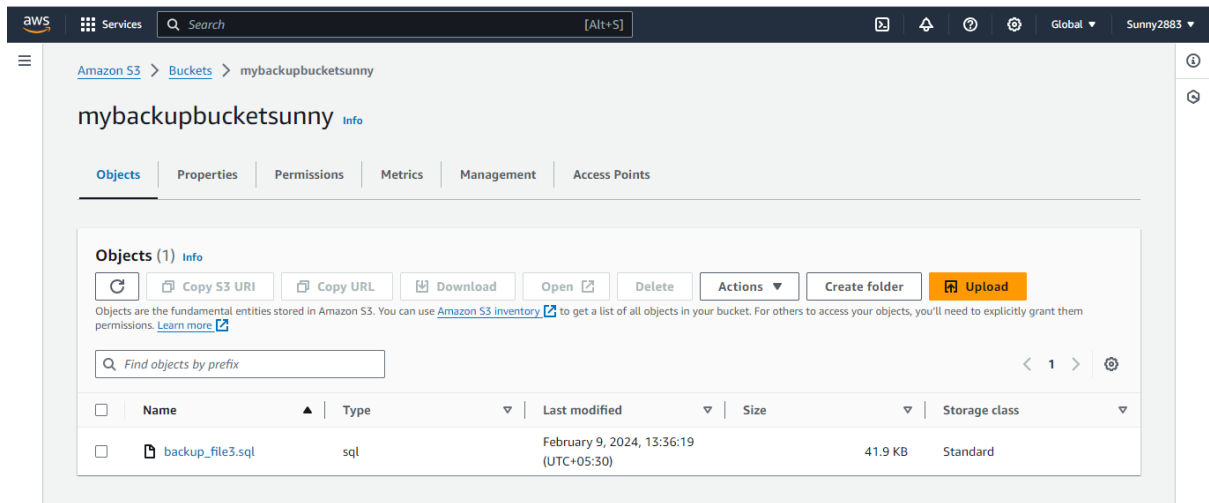 aws Services Search [Alt+S] Global Sunny2883
Amazon S3 > Buckets > mybackupbucketsunny
mybackupbucketsunny Info
Objects Properties Permissions Metrics Management Access Points
Objects (1) Info
Copy S3 URI Copy URL Download Open Delete Actions Create folder Upload
Objects are the fundamental entities stored in Amazon S3. You can use Amazon S3 inventory to get a list of all objects in your bucket. For others to access your objects, you'll need to explicitly grant them
permissions. Learn more
Find objects by prefix < 1 >
Name Type Last modified Size Storage class
backup_file3.sql sql February 9, 2024, 13:36:19 41.9 KB Standard
(UTC+05:30)